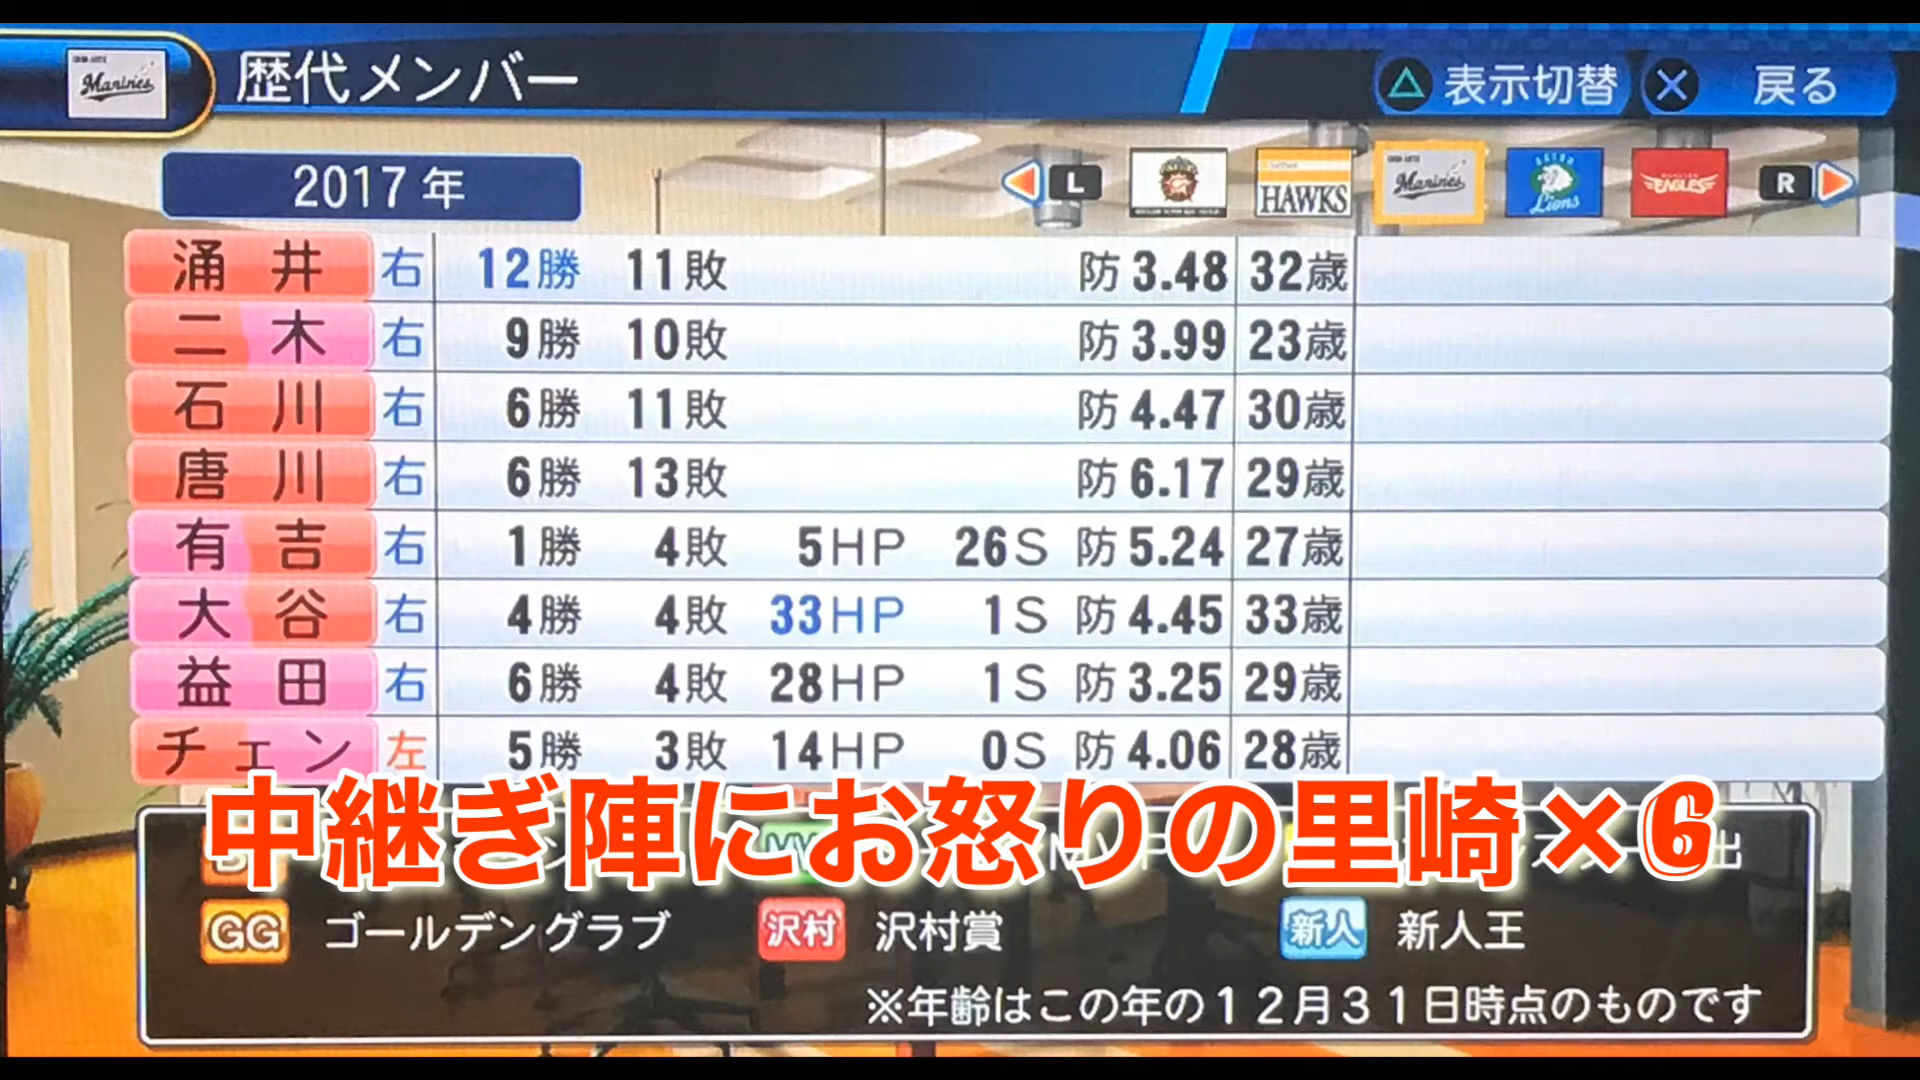 Marines 歴代メンバー △ 表示切替 × 戻る
2017年 L HAWKS Marines Lions EAGLES R
涌井 右 12勝 11敗 防3.48 32歳
二木 右 9勝 10敗 防3.99 23歳
石川 右 6勝 11敗 防4.47 30歳
唐川 右 6勝 13敗 防6.17 29歳
有吉 右 1勝 4敗 5HP 26S 防5.24 27歳
大谷 右 4勝 4敗 33HP 1S 防4.45 33歳
益田 右 6勝 4敗 28HP 1S 防3.25 29歳
チェン 左 5勝 3敗 14HP 0S 防4.06 28歳
中継ぎ陣にお怒りの里崎×6
GG ゴールデングラブ 沢村 沢村賞 新人 新人王
※年齢はこの年の12月31日時点のものです